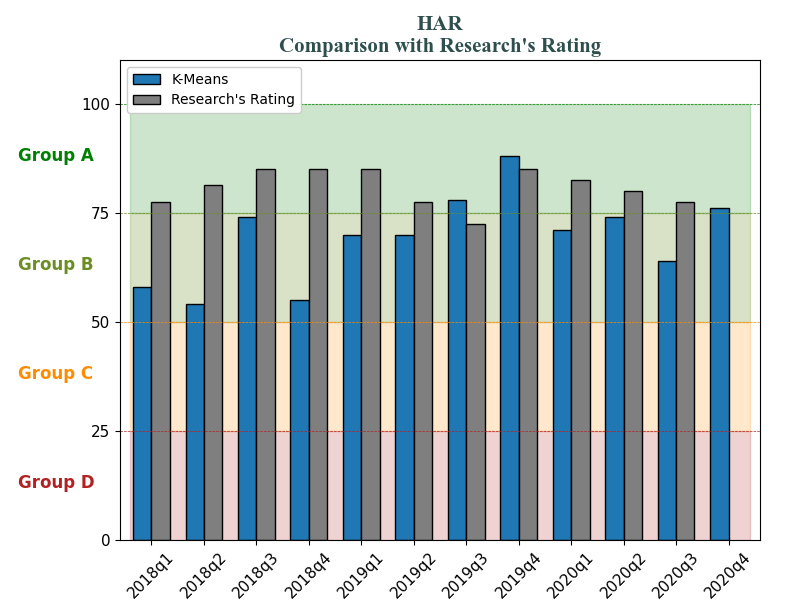 HAR
Comparison with Research's Rating
K-Means
Research's Rating
100
Group A
75
Group B
50
Group C
25
Group D
0
2018q1
2018q2
2018q3
2018q4
2019q1
2019q2
2019q3
2019q4
2020q1
2020q2
2020q3
2020q4